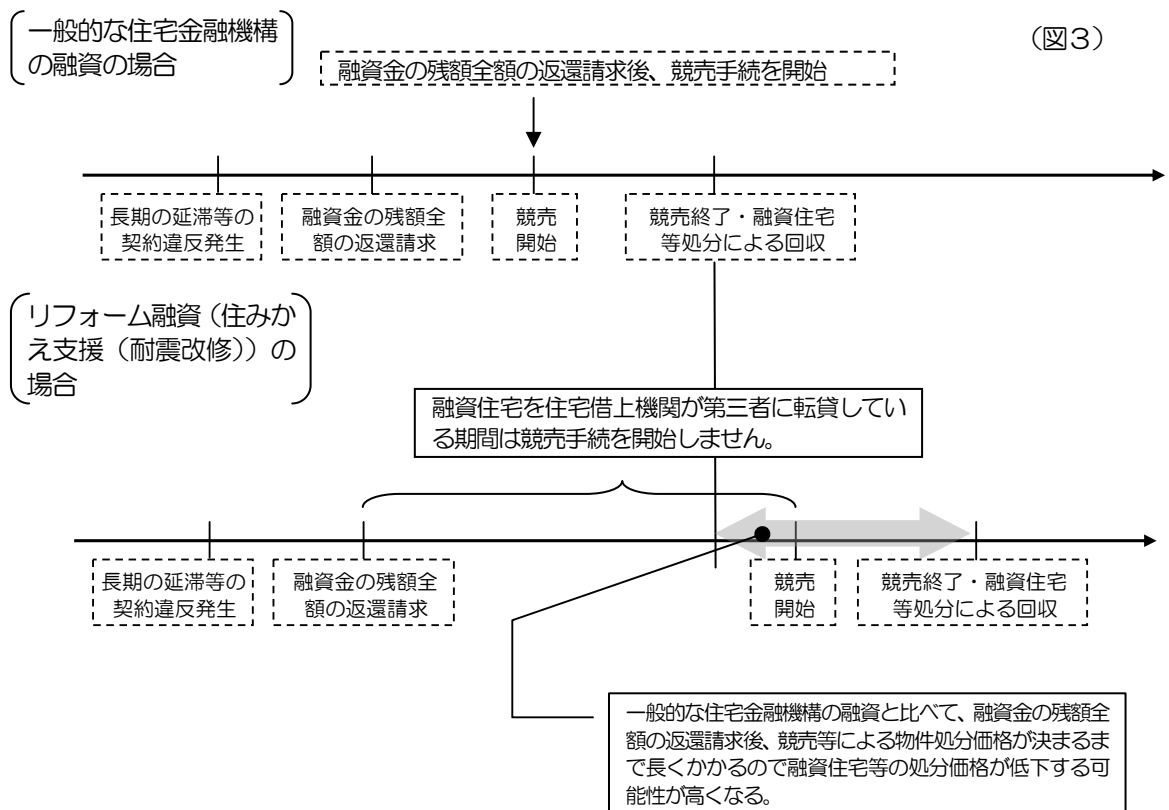 一般的な住宅金融機構
の融資の場合
(図3)
融資金の残額全額の返還請求後、競売手続を開始
長期の延滞等の
契約違反発生
融資金の残額全
額の返還請求
競売
開始
競売終了・融資住宅
等処分による回収
リフォーム融資(住みか
え支援(耐震改修))の
場合
融資住宅を住宅借上機関が第三者に転貸してい
る期間は競売手続を開始しません。
長期の延滞等の
契約違反発生
融資金の残額全
額の返還請求
競売
開始
競売終了・融資住宅
等処分による回収
一般的な住宅金融機構の融資と比べて、融資金の残額全
額の返還請求後、競売等による物件処分価格が決まるま
で長くかかるので融資住宅等の処分価格が低下する可
能性が高くなる。